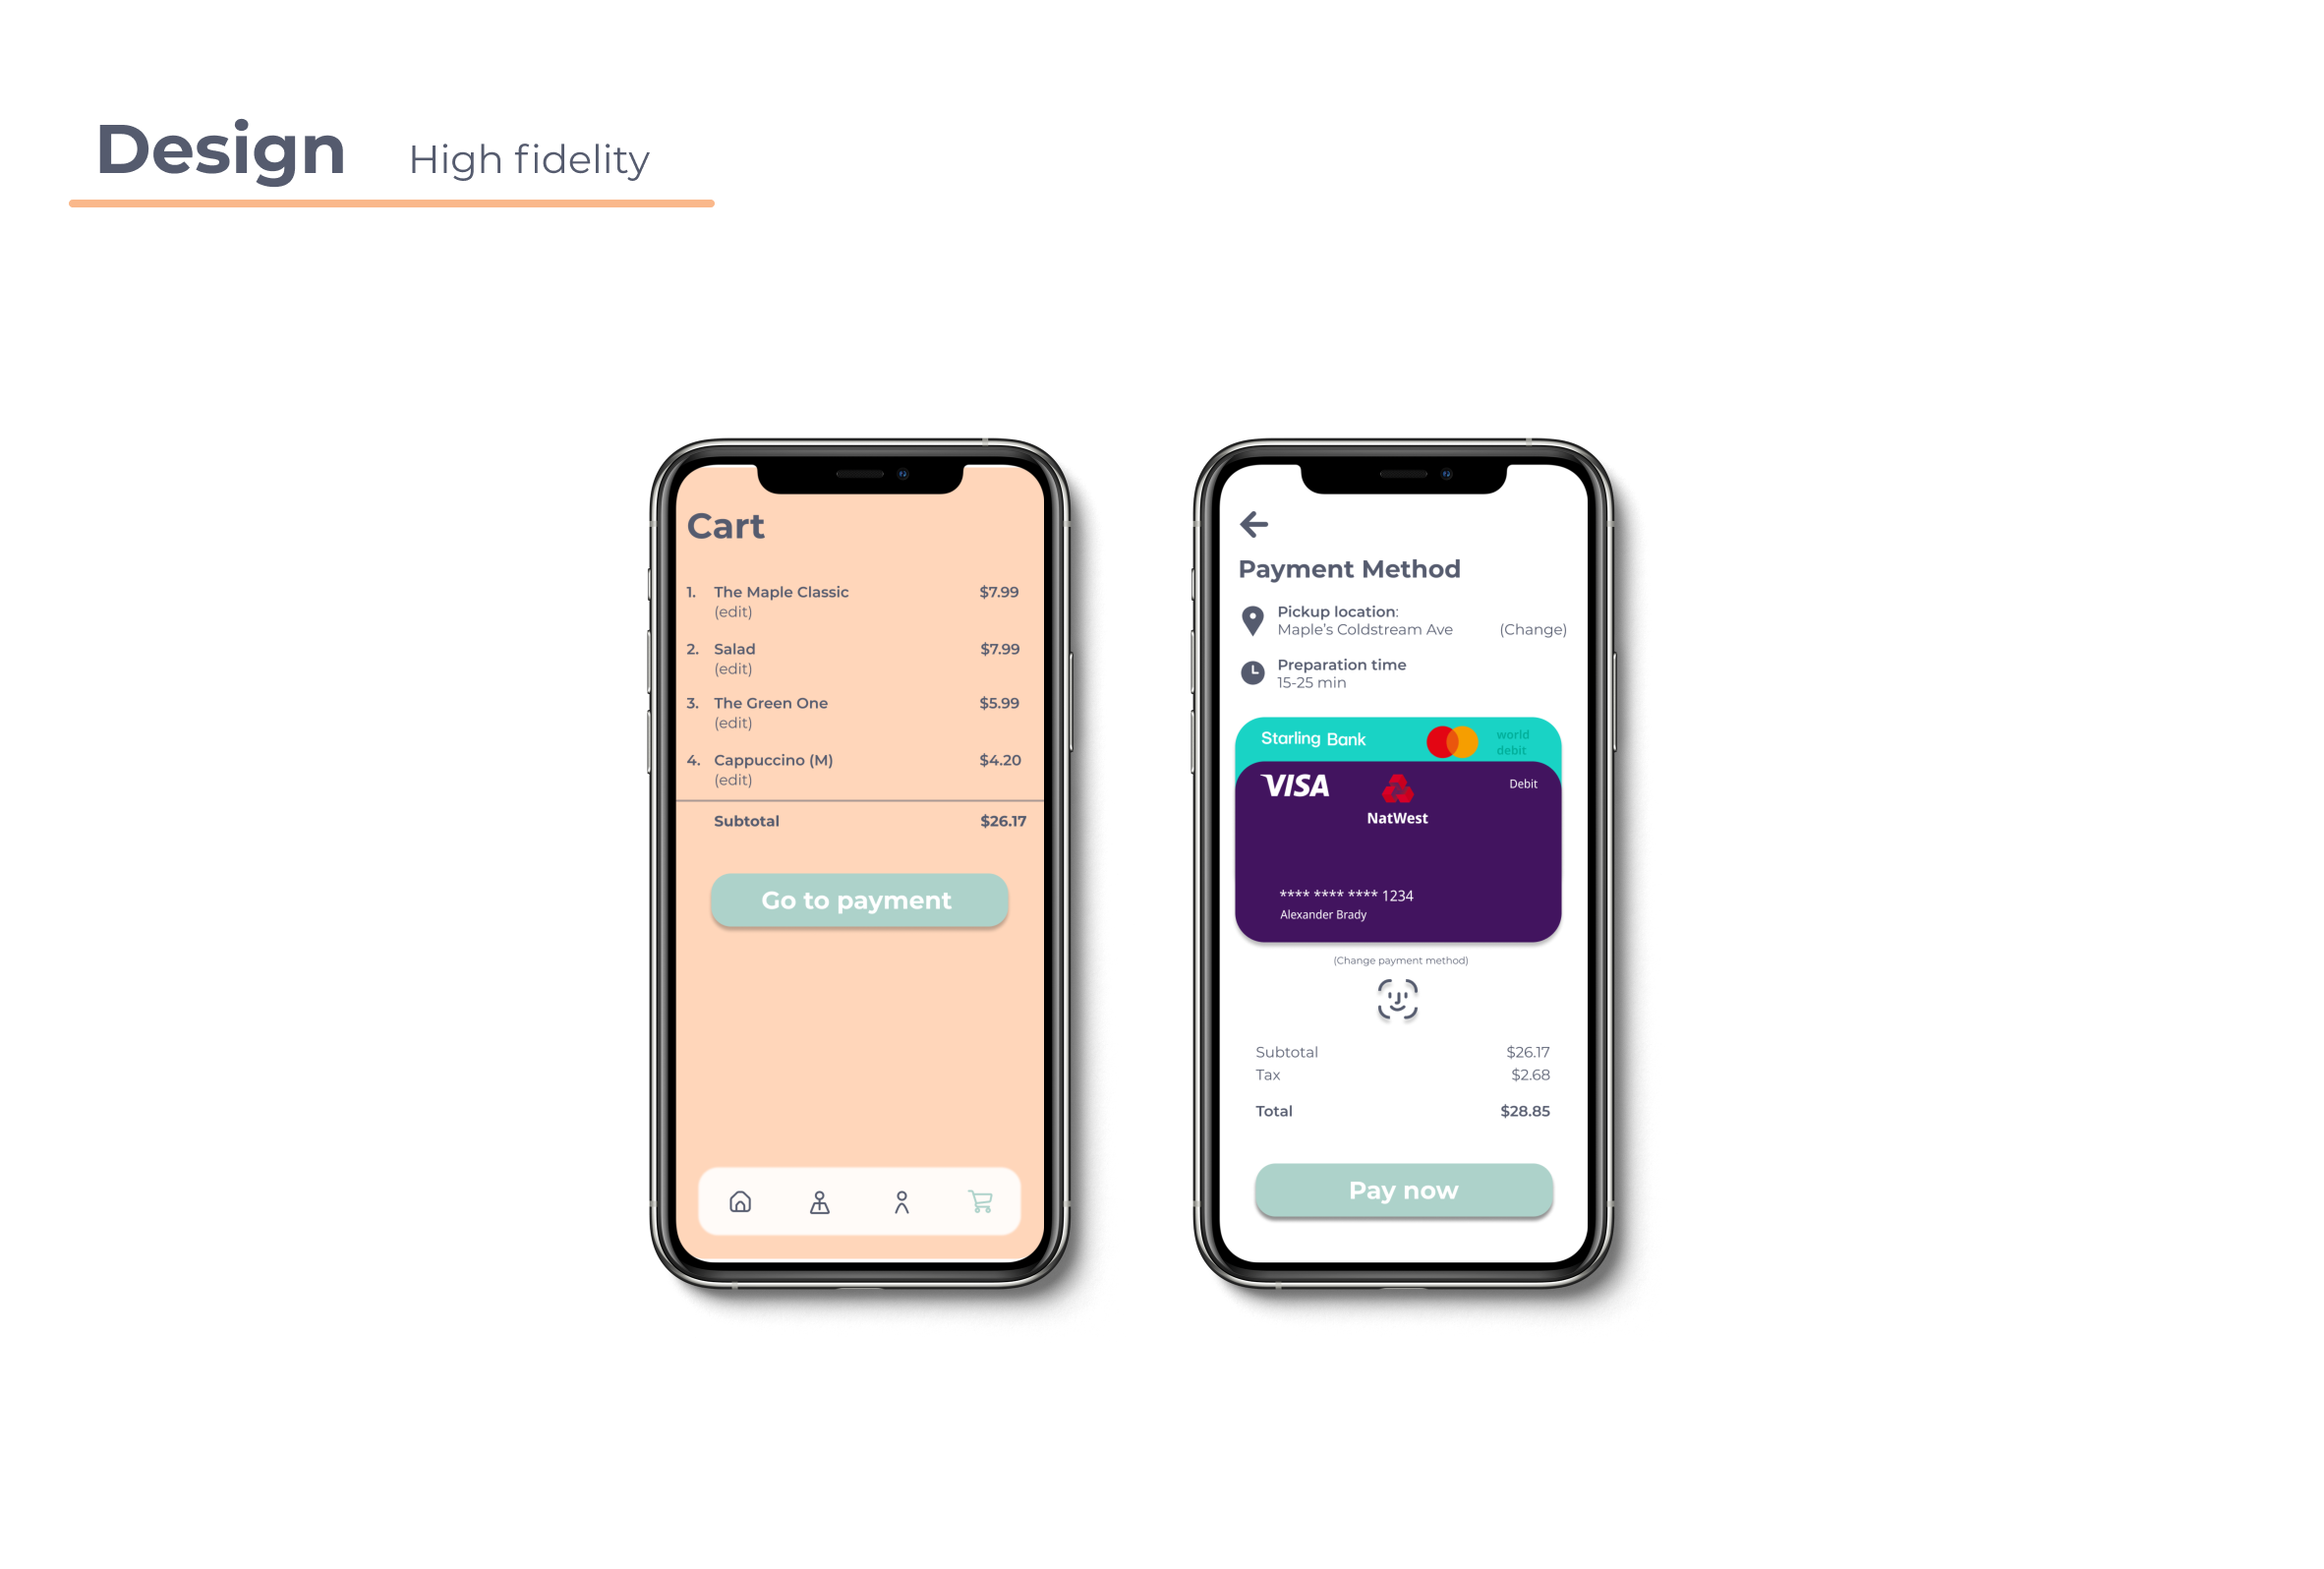 Design High fidelity
Cart
1. The Maple Classic $7.99
(edit)
2. Salad $7.99
(edit)
3. The Green One $5.99
(edit)
4. Cappuccino (M) $4.20
(edit)
Subtotal $26.17
Go to payment
Payment Method
Pickup location:
Maple's Coldstream Ave (Change)
Preparation time
15-25 min
Starling Bank world
debit
VISA Debit
NatWest
**** **** **** 1234
Alexander Brady
(Change payment method)
Subtotal $26.17
Tax $2.68
Total $28.85
Pay now